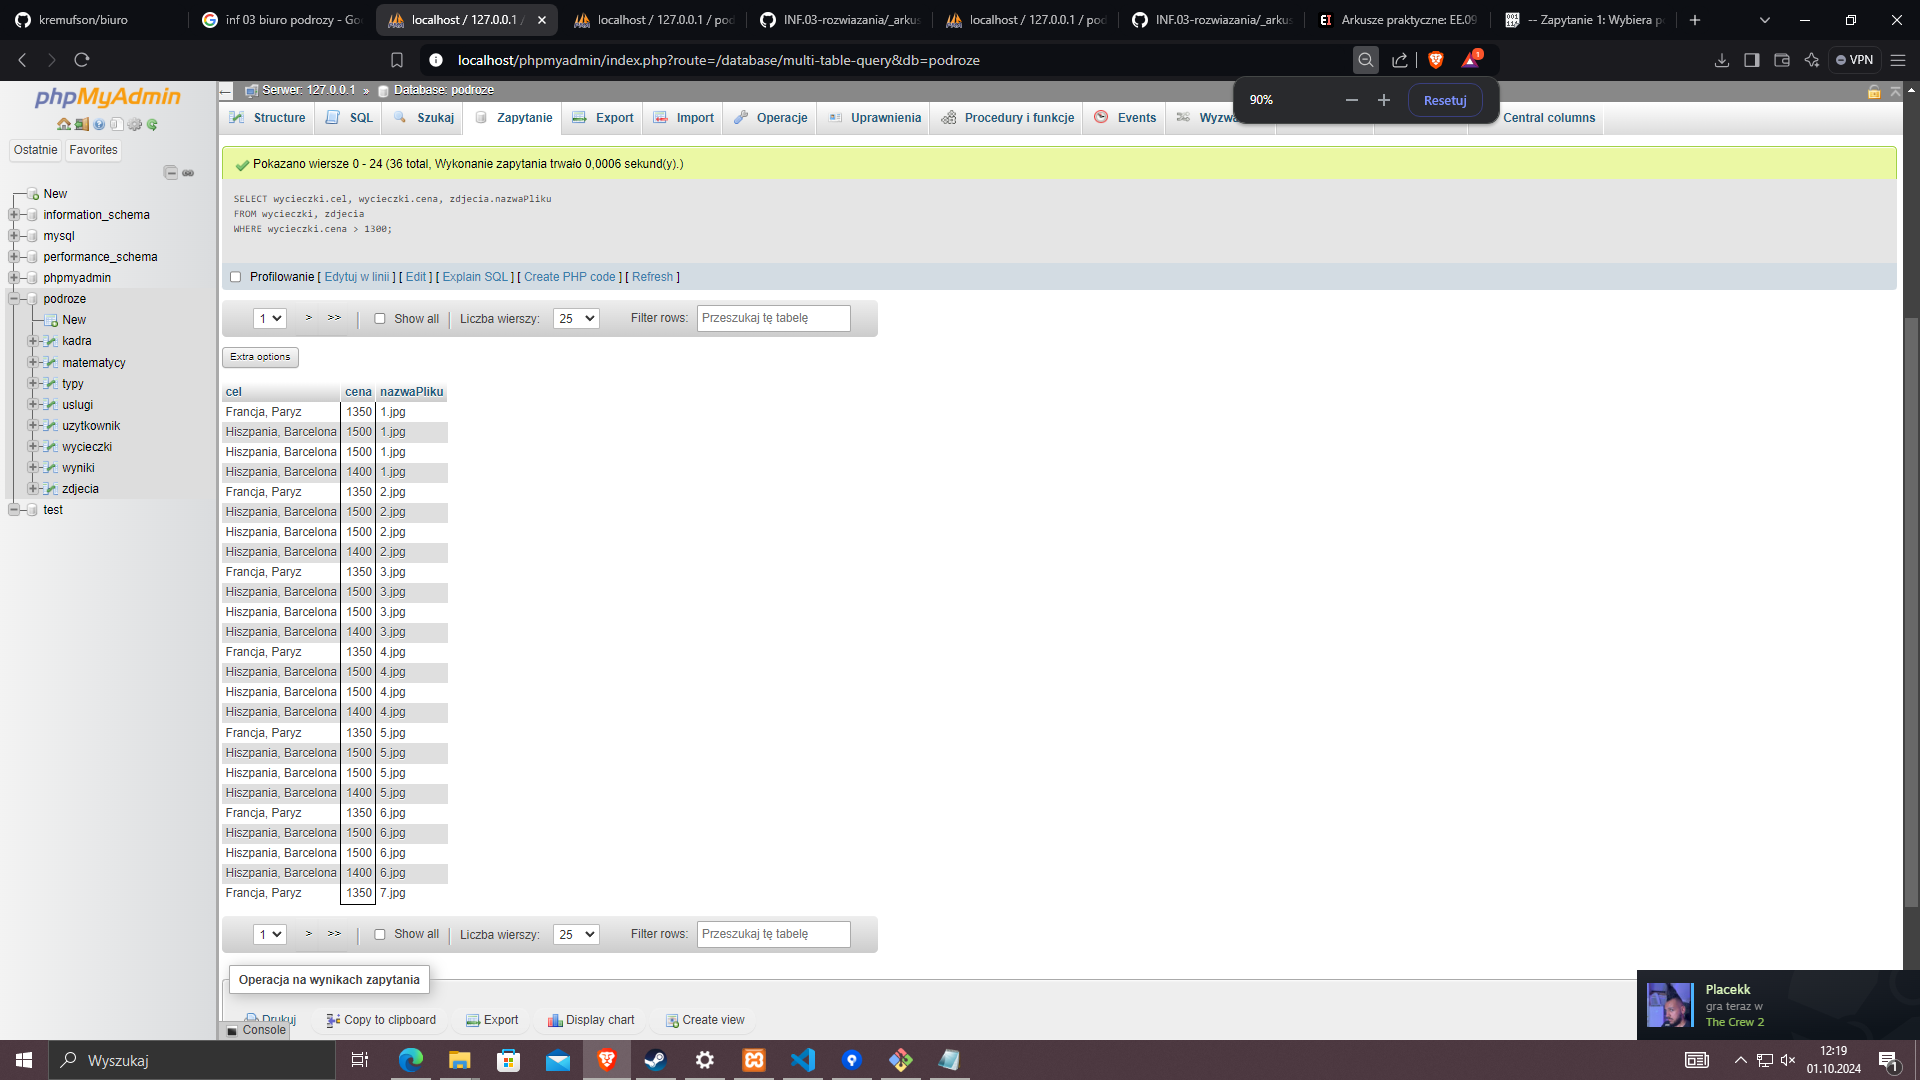 kremufson/biuro
inf 03 biuro podrozy - Go
localhost / 127.0.0.1 /
localhost / 127.0.0.1 / pod
INF.03-rozwiazania/_arkus
localhost / 127.0.0.1 / pod
INF.03-rozwiazania/_arkus
Arkusze praktyczne: EE.09
-- Zapytanie 1: Wybiera p
localhost/phpmyadmin/index.php?route=/database/multi-table-query&db=podroze
1
VPN
90%
Resetuj
phpMyAdmin
Ostatnie
Favorites
New
information_schema
mysql
performance_schema
phpmyadmin
podroze
New
kadra
matematycy
typy
uslugi
uzytkownik
wycieczki
wyniki
zdjecia
test
Serwer: 127.0.0.1 » Database: podroze
Structure
SQL
Szukaj
Zapytanie
Export
Import
Operacje
Uprawnienia
Procedury i funkcje
Events
Wyzw
Central columns
Pokazano wiersze 0 - 24 (36 total, Wykonanie zapytania trwało 0,0006 sekund(y).)
SELECT wycieczki.cel, wycieczki.cena, zdjecia.nazwaPliku
FROM wycieczki, zdjecia
WHERE wycieczki.cena > 1300;
Profilowanie [ Edytuj w linii ] [ Edit ] [ Explain SQL ] [ Create PHP code ] [ Refresh ]
1 > >> Show all Liczba wierszy: 25 Filter rows: Przeszukaj tę tabelę
Extra options
cel cena nazwaPliku
Francja, Paryz 1350 1.jpg
Hiszpania, Barcelona 1500 1.jpg
Hiszpania, Barcelona 1500 1.jpg
Hiszpania, Barcelona 1400 1.jpg
Francja, Paryz 1350 2.jpg
Hiszpania, Barcelona 1500 2.jpg
Hiszpania, Barcelona 1500 2.jpg
Hiszpania, Barcelona 1400 2.jpg
Francja, Paryz 1350 3.jpg
Hiszpania, Barcelona 1500 3.jpg
Hiszpania, Barcelona 1500 3.jpg
Hiszpania, Barcelona 1400 3.jpg
Francja, Paryz 1350 4.jpg
Hiszpania, Barcelona 1500 4.jpg
Hiszpania, Barcelona 1500 4.jpg
Hiszpania, Barcelona 1400 4.jpg
Francja, Paryz 1350 5.jpg
Hiszpania, Barcelona 1500 5.jpg
Hiszpania, Barcelona 1500 5.jpg
Hiszpania, Barcelona 1400 5.jpg
Francja, Paryz 1350 6.jpg
Hiszpania, Barcelona 1500 6.jpg
Hiszpania, Barcelona 1500 6.jpg
Hiszpania, Barcelona 1400 6.jpg
Francja, Paryz 1350 7.jpg
1 > >> Show all Liczba wierszy: 25 Filter rows: Przeszukaj tę tabelę
Operacja na wynikach zapytania
Drukuj
Copy to clipboard
Export
Display chart
Create view
Console
Placekk
gra teraz w
The Crew 2
Wyszukaj
12:19
01.10.2024
1